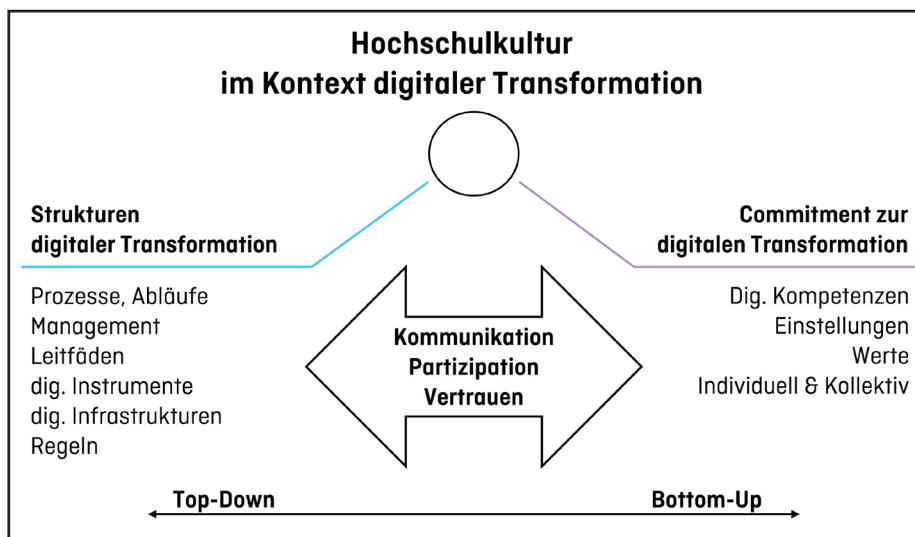 Hochschulkultur
im Kontext digitaler Transformation
Strukturen
digitaler Transformation
Prozesse, Abläufe
Management
Leitfäden
dig. Instrumente
dig. Infrastrukturen
Regeln
Kommunikation
Partizipation
Vertrauen
Commitment zur
digitalen Transformation
Dig. Kompetenzen
Einstellungen
Werte
Individuell & Kollektiv
Top-Down
Bottom-Up